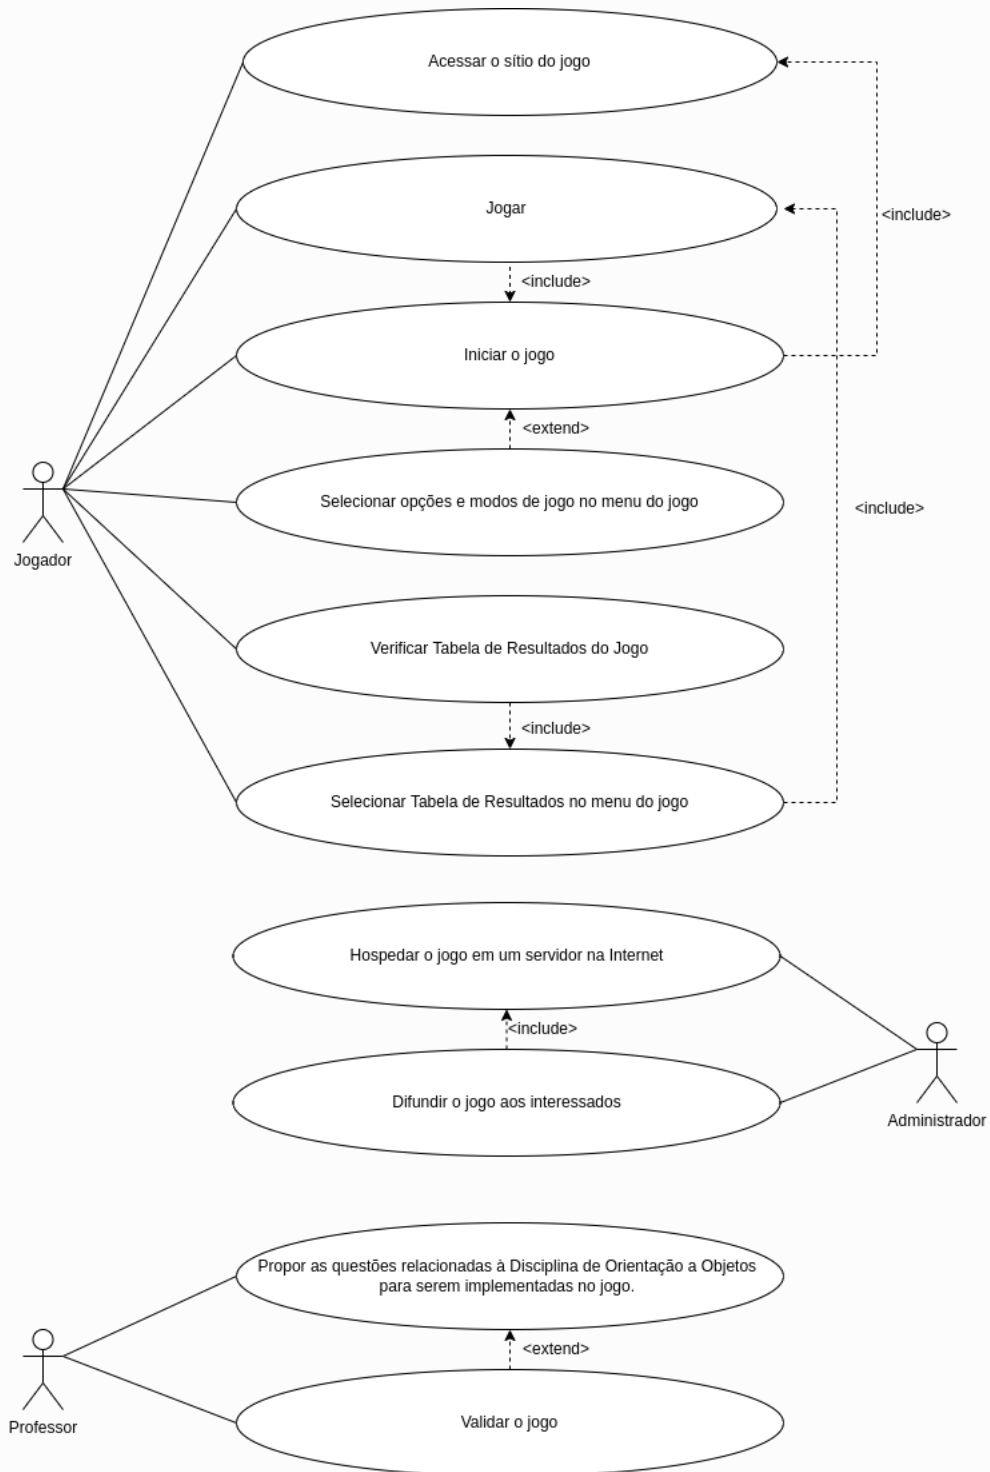 Acessar o sítio do jogo
Jogar
<include>
<include>
Iniciar o jogo
<extend>
Selecionar opções e modos de jogo no menu do jogo
<include>
Jogador
Verificar Tabela de Resultados do Jogo
<include>
Selecionar Tabela de Resultados no menu do jogo
Hospedar o jogo em um servidor na Internet
<include>
Difundir o jogo aos interessados
Administrador
Propor as questões relacionadas à Disciplina de Orientação a Objetos
para serem implementadas no jogo.
<extend>
Validar o jogo
Professor